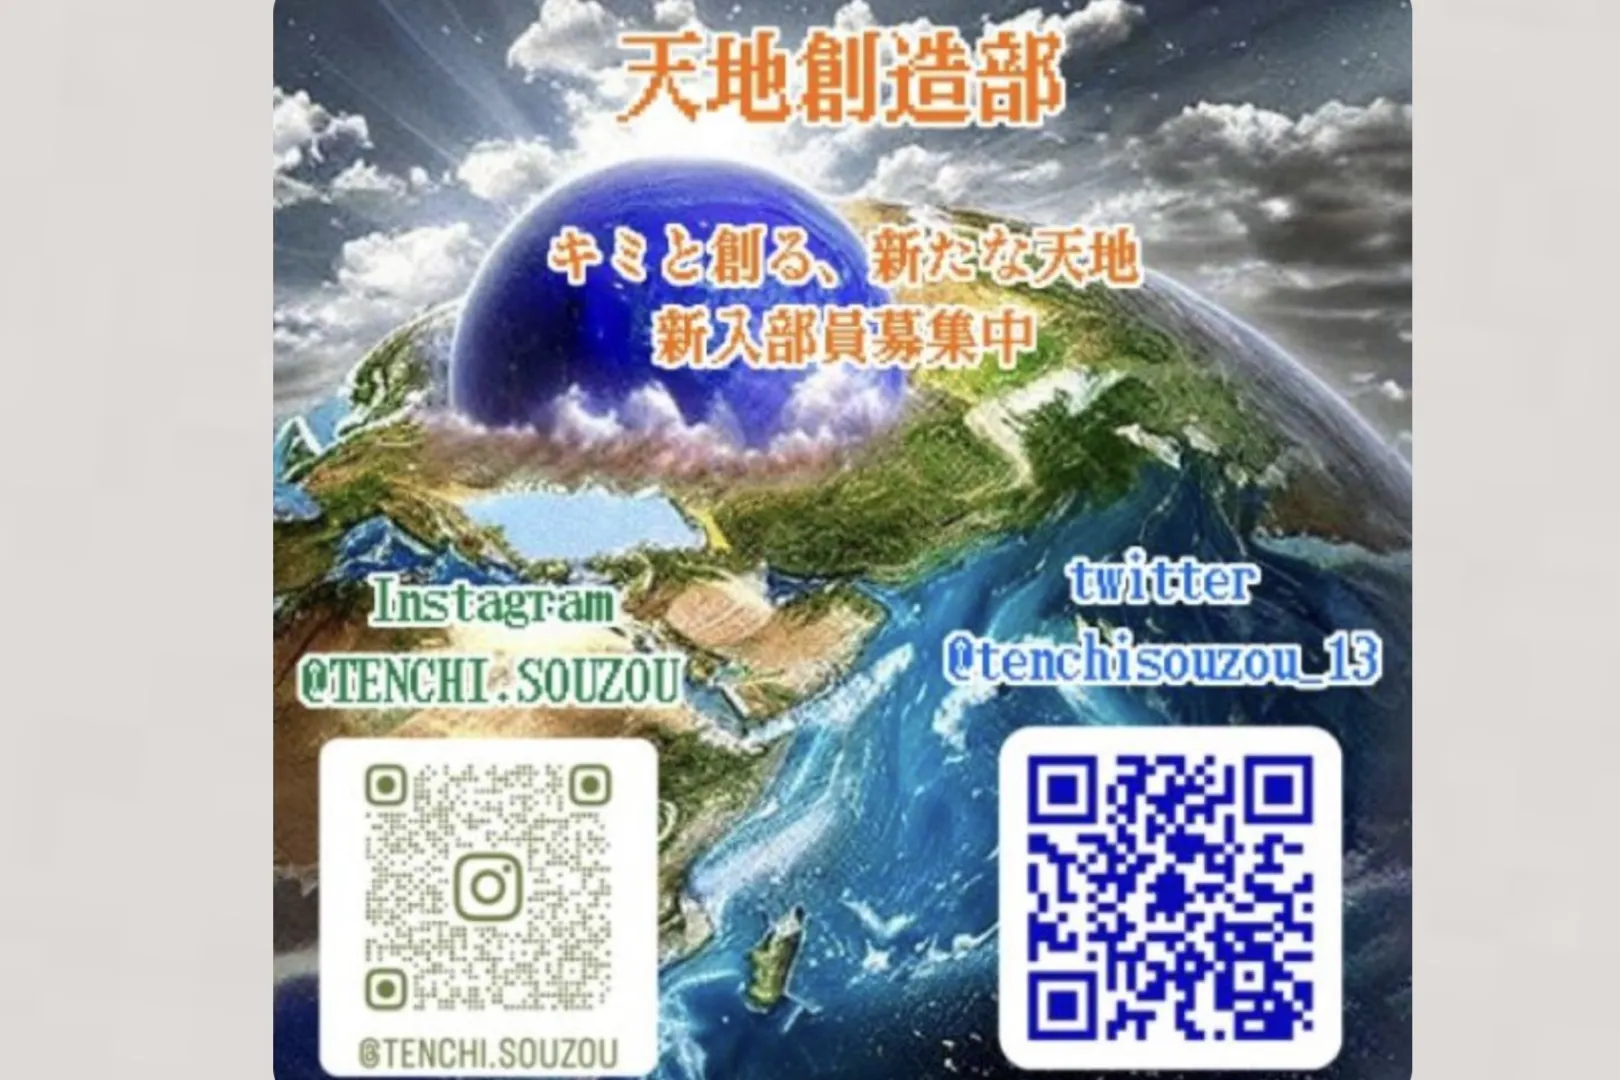 天地創造部
キミと創る、新たな天地
新入部員募集中
Instagram
@TENCHI.SOUZOU
twitter
@tenchisouzou_13
@TENCHI.SOUZOU